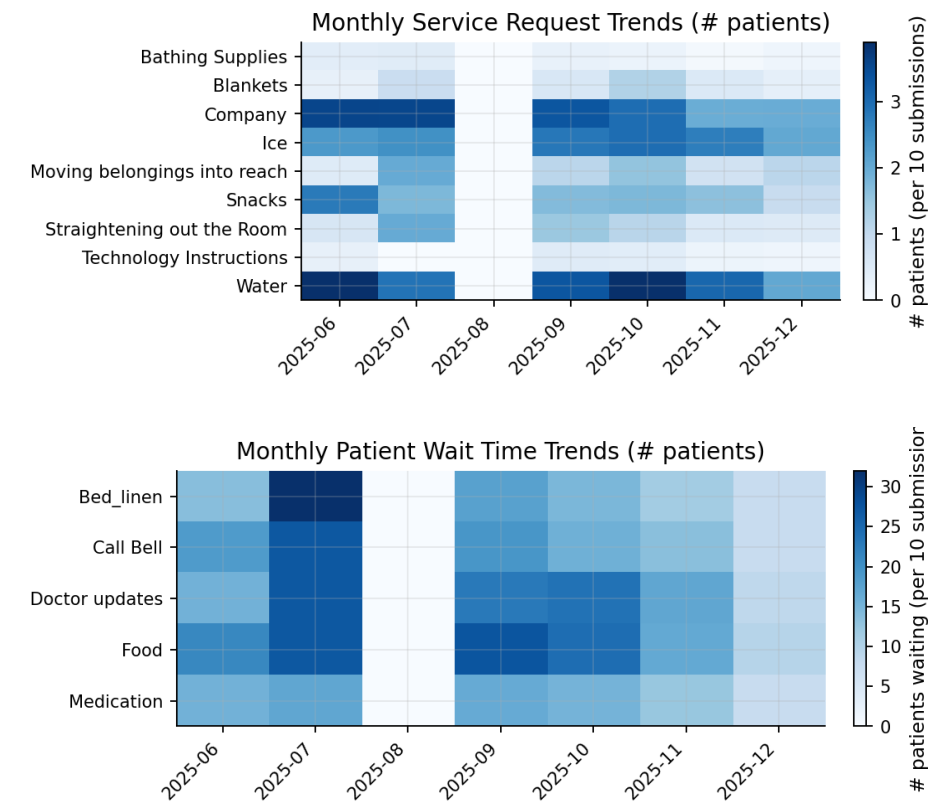 Monthly Service Request Trends (# patients)
Bathing Supplies
Blankets
Company
Ice
Moving belongings into reach
Snacks
Straightening out the Room
Technology Instructions
Water
2025-06
2025-07
2025-08
2025-09
2025-10
2025-11
2025-12
3
2
1
0
# patients (per 10 submissions)
Monthly Patient Wait Time Trends (# patients)
Bed_linen
Call Bell
Doctor updates
Food
Medication
2025-06
2025-07
2025-08
2025-09
2025-10
2025-11
2025-12
30
25
20
15
10
5
0
# patients waiting (per 10 submission